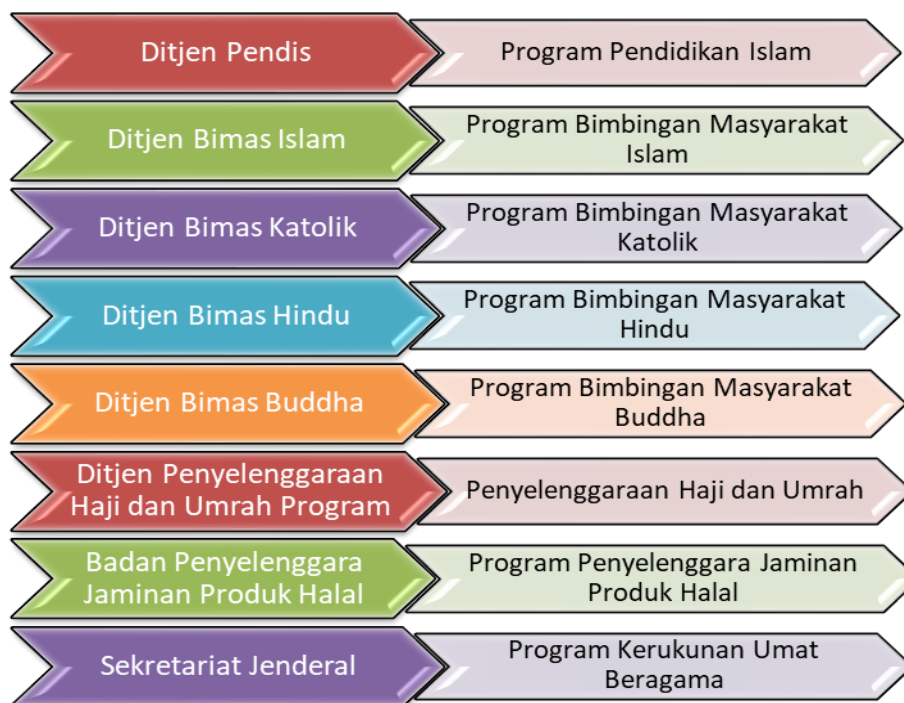 Ditjen Pendis
Program Pendidikan Islam
Ditjen Bimas Islam
Program Bimbingan Masyarakat
Islam
Ditjen Bimas Katolik
Program Bimbingan Masyarakat
Katolik
Ditjen Bimas Hindu
Program Bimbingan Masyarakat
Hindu
Ditjen Bimas Buddha
Program Bimbingan Masyarakat
Buddha
Ditjen Penyelenggaraan
Haji dan Umrah Program
Penyelenggaraan Haji dan Umrah
Badan Penyelenggara
Jaminan Produk Halal
Program Penyelenggara Jaminan
Produk Halal
Sekretariat Jenderal
Program Kerukunan Umat
Beragama